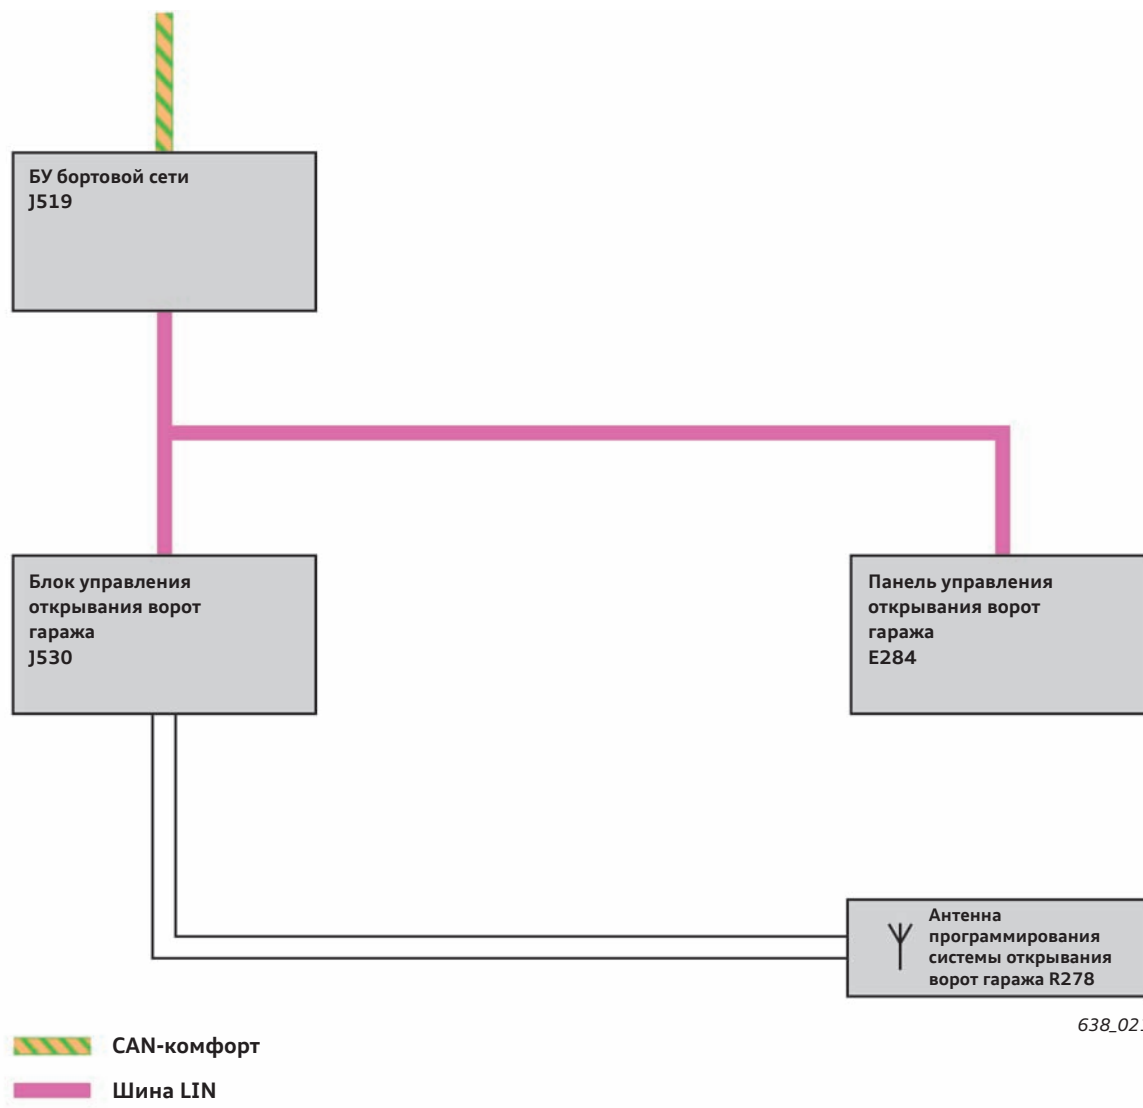 БУ бортовой сети
J519
Блок управления
открывания ворот
гаража
J530
Панель управления
открывания ворот
гаража
E284
Антенна
программирования
системы открывания
ворот гаража R278
638_021
CAN-комфорт
Шина LIN